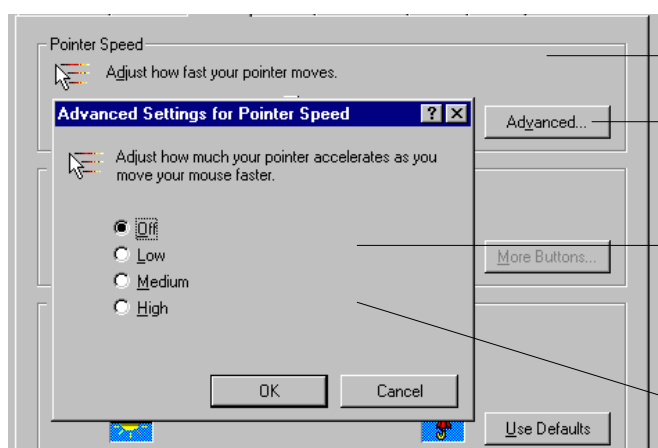 Pointer Speed
Adjust how fast your pointer moves.
Advanced Settings for Pointer Speed
?
Advanced...
Adjust how much your pointer accelerates as you
move your mouse faster.
Off
Low
More Buttons...
Medium
High
OK
Cancel
Use Defaults